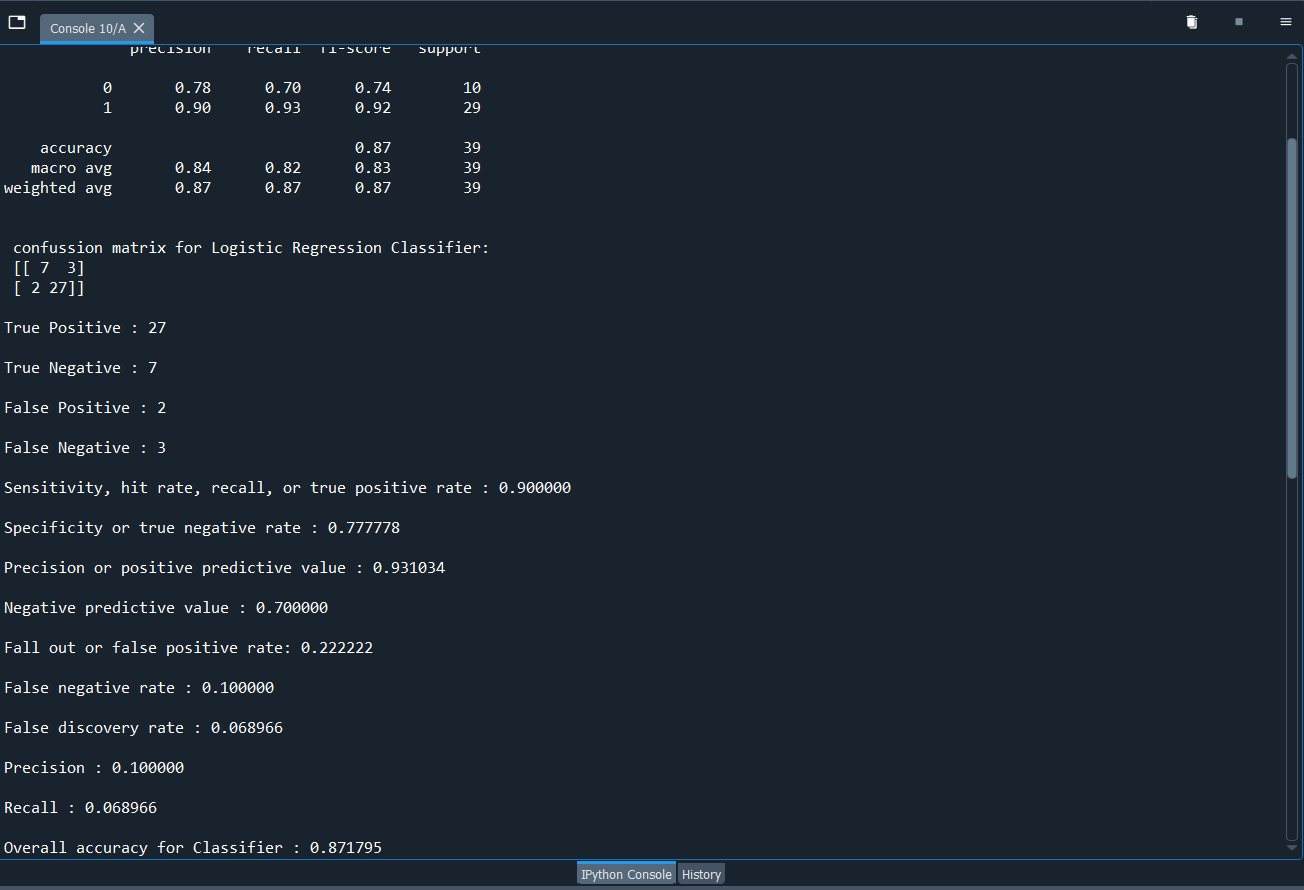 Console 10/A
precision recall f1-score support
0 0.78 0.70 0.74 10
1 0.90 0.93 0.92 29
accuracy 0.87 39
macro avg 0.84 0.82 0.83 39
weighted avg 0.87 0.87 0.87 39
confussion matrix for Logistic Regression Classifier:
[[ 7 3]
[ 2 27]]
True Positive : 27
True Negative : 7
False Positive : 2
False Negative : 3
Sensitivity, hit rate, recall, or true positive rate : 0.900000
Specificity or true negative rate : 0.777778
Precision or positive predictive value : 0.931034
Negative predictive value : 0.700000
Fall out or false positive rate: 0.222222
False negative rate : 0.100000
False discovery rate : 0.068966
Precision : 0.100000
Recall : 0.068966
Overall accuracy for Classifier : 0.871795
IPython Console History